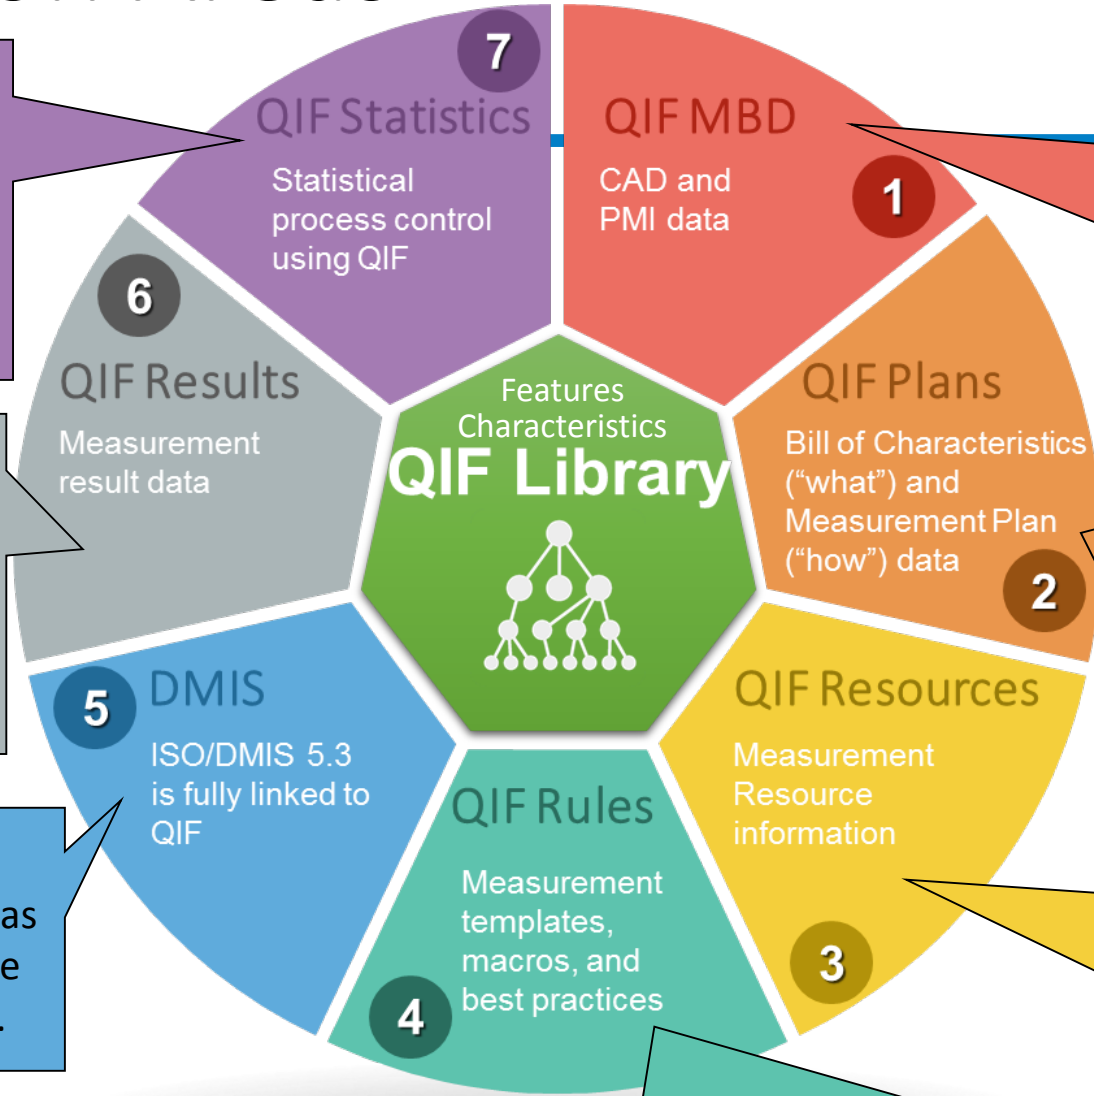 7
QIF Statistics
Statistical
process control
using QIF
QIF MBD
CAD and
PMI data
1
6
QIF Results
Measurement
result data
Features
Characteristics
QIF Library
QIF Plans
Bill of Characteristics
(“what”) and
Measurement Plan
(“how”) data
2
5
DMIS
ISO/DMIS 5.3
is fully linked to
QIF
QIF Rules
Measurement
templates,
macros, and
best practices
4
QIF Resources
Measurement
Resource
information
3
as
e
.